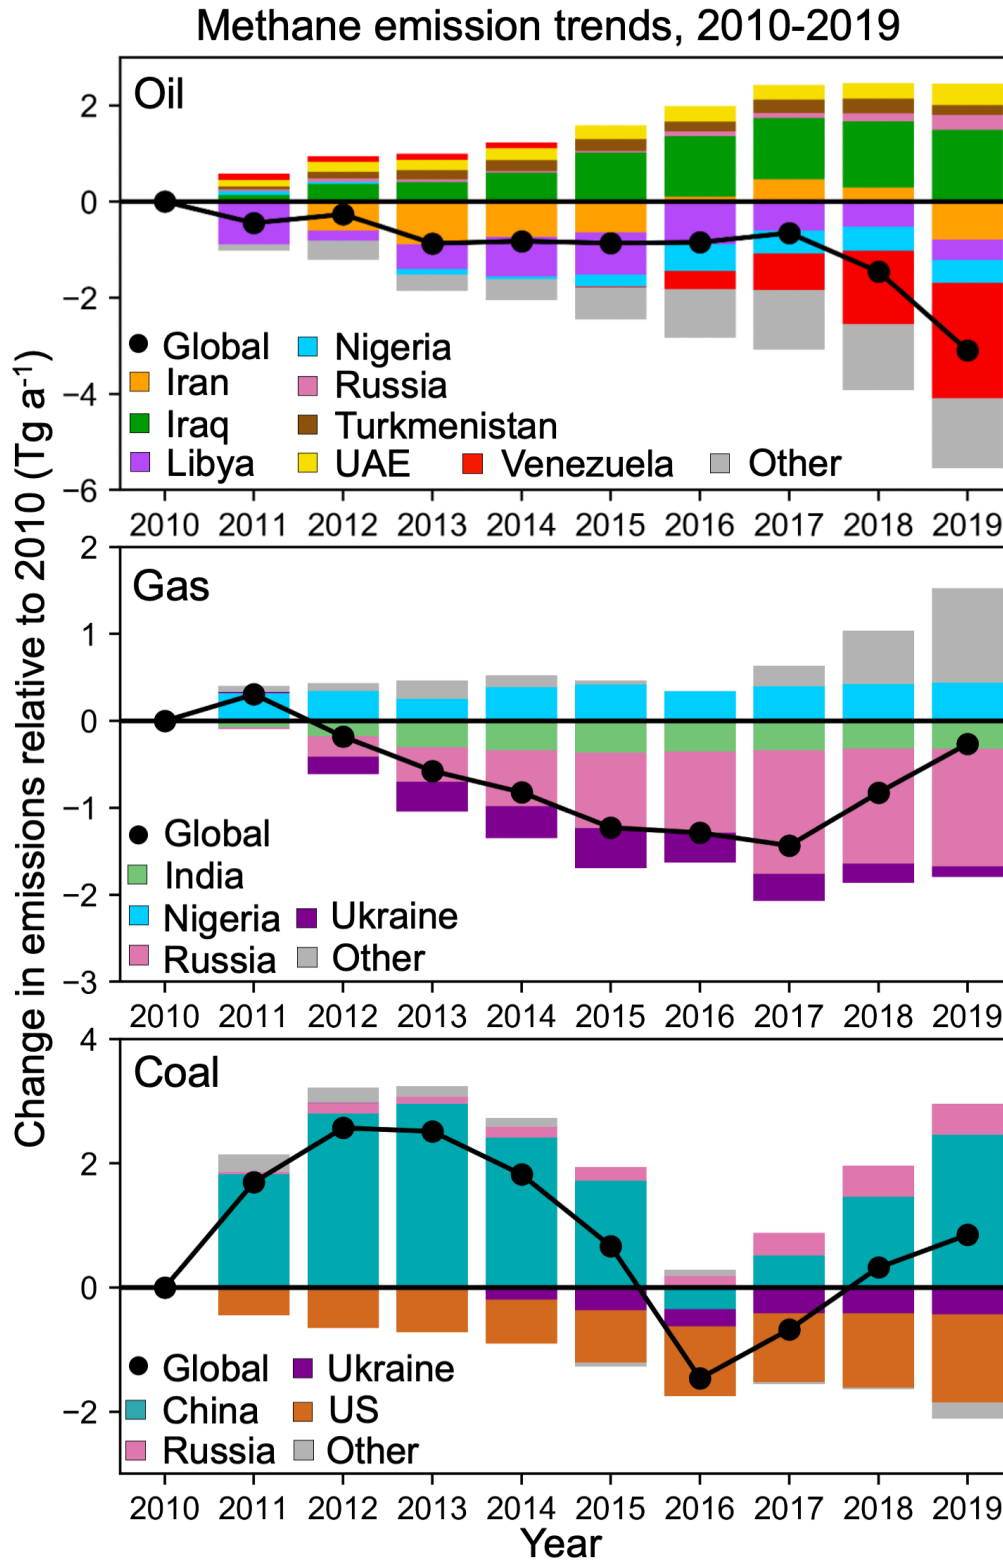 Methane emission trends, 2010-2019
Change in emissions relative to 2010 (Tg a⁻¹)
Oil
2
0
−2
−4
−6
Global Nigeria
Iran Russia
Iraq Turkmenistan
Libya UAE Venezuela Other
2010 2011 2012 2013 2014 2015 2016 2017 2018 2019
Gas
2
1
0
−1
−2
−3
Global
India
Nigeria Ukraine
Russia Other
2010 2011 2012 2013 2014 2015 2016 2017 2018 2019
Coal
4
2
0
−2
Global Ukraine
China US
Russia Other
2010 2011 2012 2013 2014 2015 2016 2017 2018 2019
Year